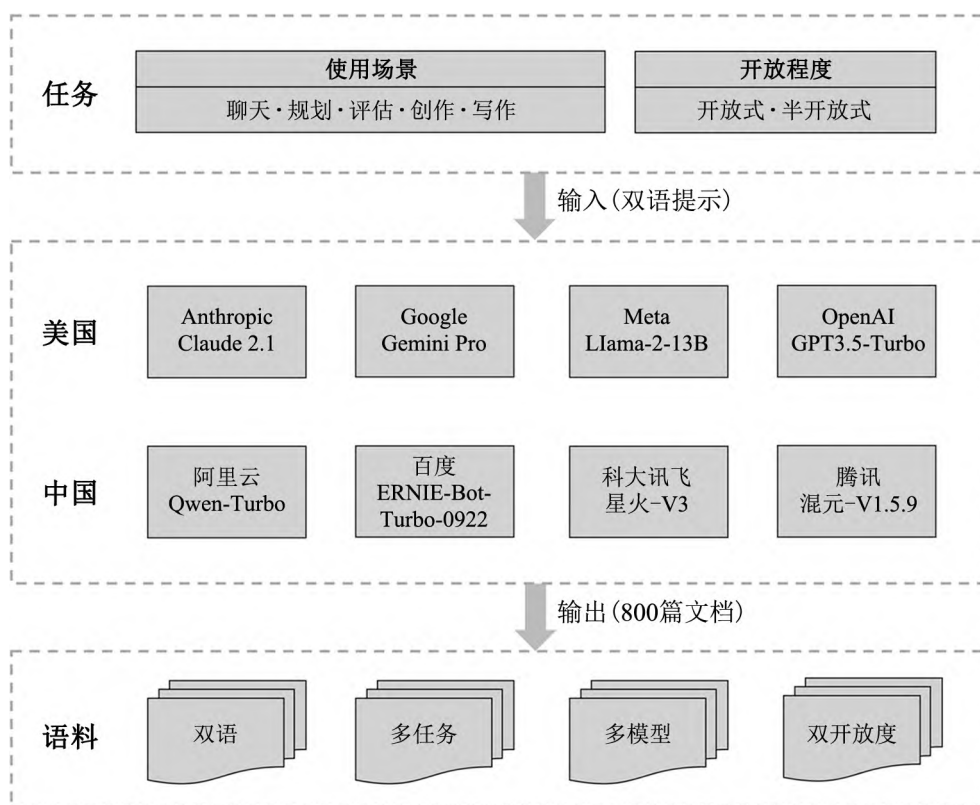 任务
使用场景
聊天·规划·评估·创作·写作
开放程度
开放式·半开放式
输入(双语提示)
美国
Anthropic
Claude 2.1
Google
Gemini Pro
Meta
LIama-2-13B
OpenAI
GPT3.5-Turbo
中国
阿里云
Qwen-Turbo
百度
ERNIE-Bot-
Turbo-0922
科大讯飞
星火-V3
腾讯
混元-V1.5.9
输出(800篇文档)
语料
双语
多任务
多模型
双开放度